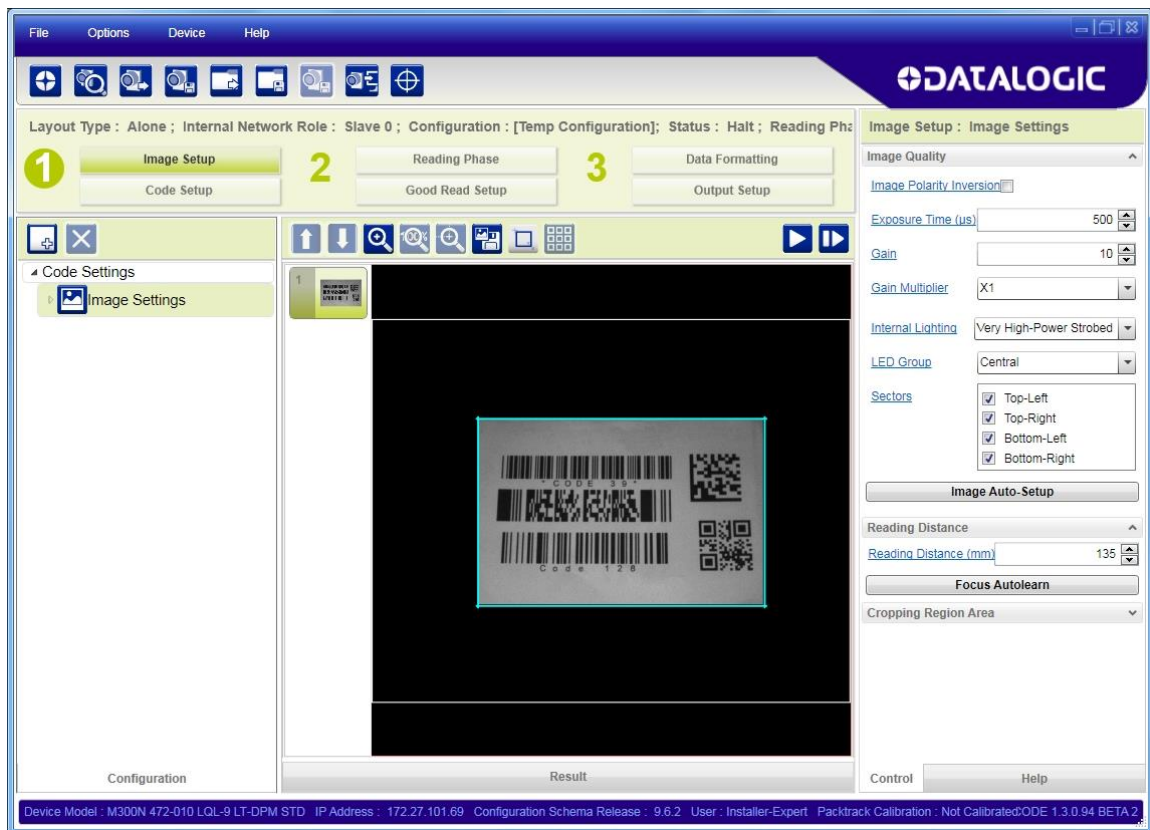 File Options Device Help
DATALOGIC
Layout Type : Alone ; Internal Network Role : Slave 0 ; Configuration : [Temp Configuration]; Status : Halt ; Reading Pha
1 Image Setup 2 Reading Phase 3 Data Formatting
Code Setup Good Read Setup Output Setup
Code Settings
Image Settings
1
100%
*CODE 39*
Code 128
Configuration
Result
Image Setup : Image Settings
Image Quality
Image Polarity Inversion
Exposure Time (µs) 500
Gain 10
Gain Multiplier X1
Internal Lighting Very High-Power Strobed
LED Group Central
Sectors Top-Left
Top-Right
Bottom-Left
Bottom-Right
Image Auto-Setup
Reading Distance
Reading Distance (mm) 135
Focus Autolearn
Cropping Region Area
Control Help
Device Model : M300N 472-010 LQL-9 LT-DPM STD IP Address : 172.27.101.69 Configuration Schema Release : 9.6.2 User : Installer-Expert Packtrack Calibration : Not Calibrated CODE 1.3.0.94 BETA 2